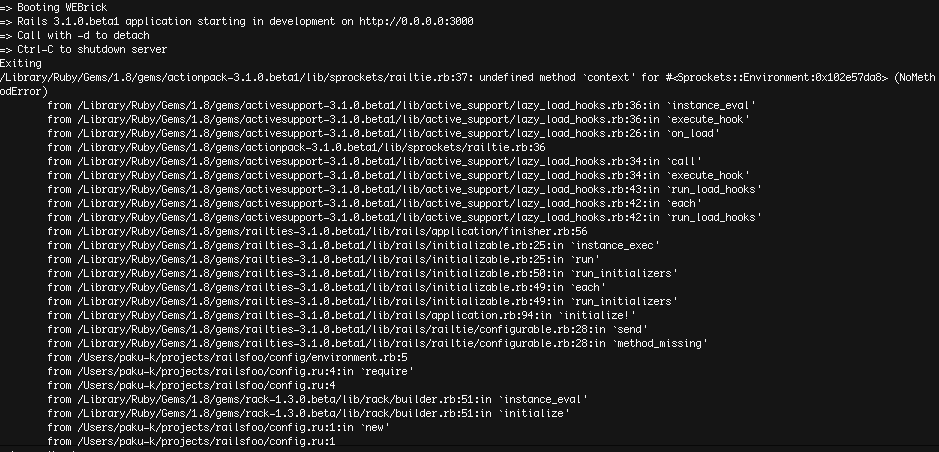 => Booting WEBrick
=> Rails 3.1.0.beta1 application starting in development on http://0.0.0.0:3000
=> Call with -d to detach
=> Ctrl-C to shutdown server
Exiting
/Library/Ruby/Gems/1.8/gems/actionpack-3.1.0.beta1/lib/sprockets/railtie.rb:37: undefined method `context' for #<Sprockets::Environment:0x102e57da8> (NoMeth
odError)
from /Library/Ruby/Gems/1.8/gems/activesupport-3.1.0.beta1/lib/active_support/lazy_load_hooks.rb:36:in `instance_eval'
from /Library/Ruby/Gems/1.8/gems/activesupport-3.1.0.beta1/lib/active_support/lazy_load_hooks.rb:36:in `execute_hook'
from /Library/Ruby/Gems/1.8/gems/activesupport-3.1.0.beta1/lib/active_support/lazy_load_hooks.rb:26:in `on_load'
from /Library/Ruby/Gems/1.8/gems/actionpack-3.1.0.beta1/lib/sprockets/railtie.rb:36
from /Library/Ruby/Gems/1.8/gems/activesupport-3.1.0.beta1/lib/active_support/lazy_load_hooks.rb:34:in `call'
from /Library/Ruby/Gems/1.8/gems/activesupport-3.1.0.beta1/lib/active_support/lazy_load_hooks.rb:34:in `execute_hook'
from /Library/Ruby/Gems/1.8/gems/activesupport-3.1.0.beta1/lib/active_support/lazy_load_hooks.rb:43:in `run_load_hooks'
from /Library/Ruby/Gems/1.8/gems/activesupport-3.1.0.beta1/lib/active_support/lazy_load_hooks.rb:42:in `each'
from /Library/Ruby/Gems/1.8/gems/activesupport-3.1.0.beta1/lib/active_support/lazy_load_hooks.rb:42:in `run_load_hooks'
from /Library/Ruby/Gems/1.8/gems/railties-3.1.0.beta1/lib/rails/application/finisher.rb:56
from /Library/Ruby/Gems/1.8/gems/railties-3.1.0.beta1/lib/rails/initializable.rb:25:in `instance_exec'
from /Library/Ruby/Gems/1.8/gems/railties-3.1.0.beta1/lib/rails/initializable.rb:25:in `run'
from /Library/Ruby/Gems/1.8/gems/railties-3.1.0.beta1/lib/rails/initializable.rb:50:in `run_initializers'
from /Library/Ruby/Gems/1.8/gems/railties-3.1.0.beta1/lib/rails/initializable.rb:49:in `each'
from /Library/Ruby/Gems/1.8/gems/railties-3.1.0.beta1/lib/rails/initializable.rb:49:in `run_initializers'
from /Library/Ruby/Gems/1.8/gems/railties-3.1.0.beta1/lib/rails/application.rb:94:in `initialize!'
from /Library/Ruby/Gems/1.8/gems/railties-3.1.0.beta1/lib/rails/railtie/configurable.rb:28:in `send'
from /Library/Ruby/Gems/1.8/gems/railties-3.1.0.beta1/lib/rails/railtie/configurable.rb:28:in `method_missing'
from /Users/paku-k/projects/railsfoo/config/environment.rb:5
from /Users/paku-k/projects/railsfoo/config.ru:4:in `require'
from /Users/paku-k/projects/railsfoo/config.ru:4
from /Library/Ruby/Gems/1.8/gems/rack-1.3.0.beta/lib/rack/builder.rb:51:in `instance_eval'
from /Library/Ruby/Gems/1.8/gems/rack-1.3.0.beta/lib/rack/builder.rb:51:in `initialize'
from /Users/paku-k/projects/railsfoo/config.ru:1:in `new'
from /Users/paku-k/projects/railsfoo/config.ru:1